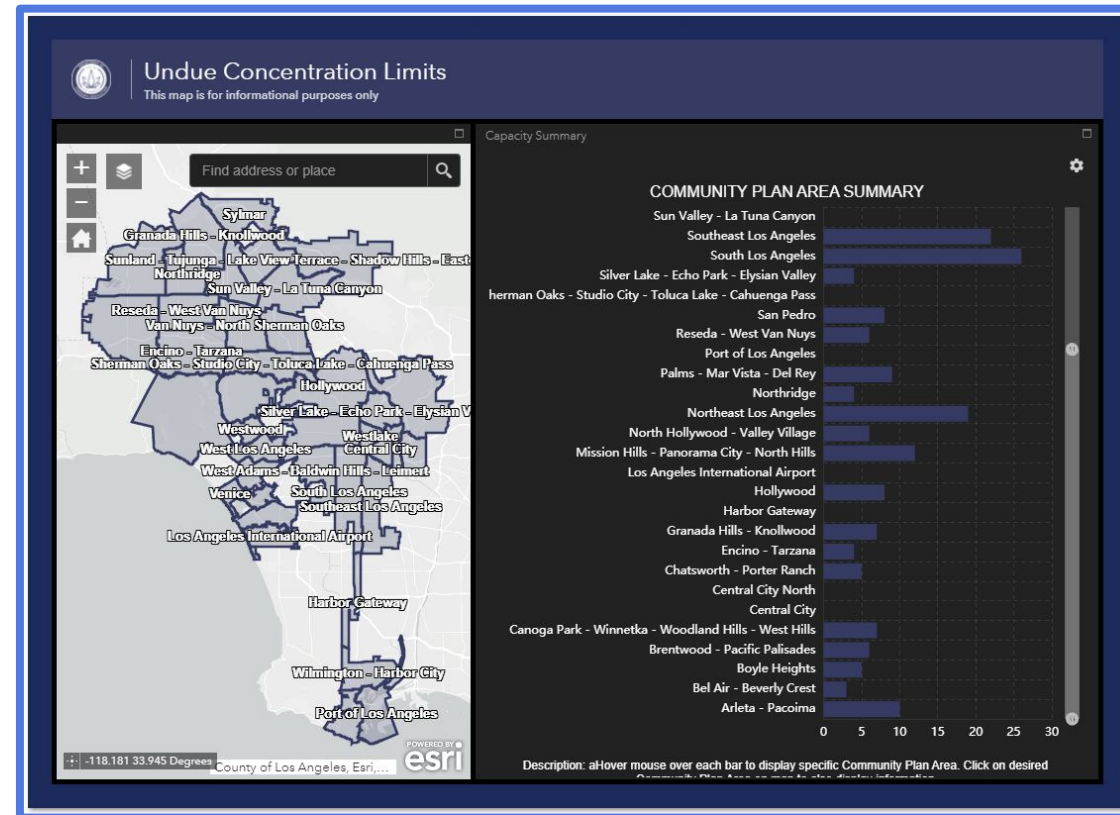 Undue Concentration Limits
This map is for informational purposes only
Find address or place
Sylmar
Granada Hills - Knollwood
Sunland - Tujunga - Lake View Terrace - Shadow Hills - East
Northridge
Sun Valley - La Tuna Canyon
Reseda - West Van Nuys
Van Nuys - North Sherman Oaks
Encino - Tarzana
Sherman Oaks - Studio City - Toluca Lake - Cahuenga Pass
Hollywood
Silver Lake - Echo Park - Elysian V
Westwood
Westlake
West Los Angeles
Central City
West Adams - Baldwin Hills - Leimert
Venice
South Los Angeles
Southeast Los Angeles
Los Angeles International Airport
Harbor Gateway
Wilmington - Harbor City
Port of Los Angeles
-118.181 33.945 Degrees
County of Los Angeles, Esri,...
POWERED BY
esri
Capacity Summary
COMMUNITY PLAN AREA SUMMARY
Sun Valley - La Tuna Canyon
Southeast Los Angeles
South Los Angeles
Silver Lake - Echo Park - Elysian Valley
herman Oaks - Studio City - Toluca Lake - Cahuenga Pass
San Pedro
Reseda - West Van Nuys
Port of Los Angeles
Palms - Mar Vista - Del Rey
Northridge
Northeast Los Angeles
North Hollywood - Valley Village
Mission Hills - Panorama City - North Hills
Los Angeles International Airport
Hollywood
Harbor Gateway
Granada Hills - Knollwood
Encino - Tarzana
Chatsworth - Porter Ranch
Central City North
Central City
Canoga Park - Winnetka - Woodland Hills - West Hills
Brentwood - Pacific Palisades
Boyle Heights
Bel Air - Beverly Crest
Arleta - Pacoima
0 5 10 15 20 25 30
Description: aHover mouse over each bar to display specific Community Plan Area. Click on desired
Community Plan Area on map to also display information